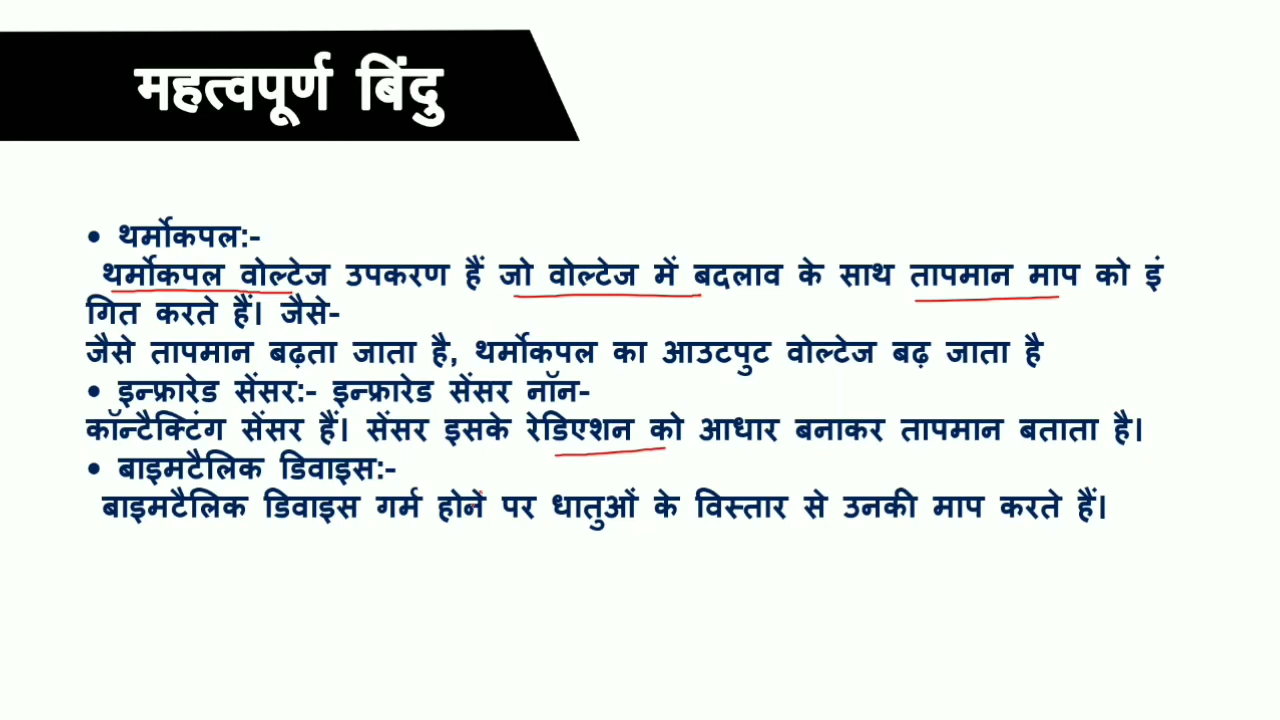 महत्वपूर्ण बिंदु
• थर्मोकपल:-
थर्मोकपल वोल्टेज उपकरण हैं जो वोल्टेज में बदलाव के साथ तापमान माप को इं
गित करते हैं। जैसे-
जैसे तापमान बढ़ता जाता है, थर्मोकपल का आउटपुट वोल्टेज बढ़ जाता है
• इन्फ्रारेड सेंसर:- इन्फ्रारेड सेंसर नॉन-
कॉन्टैक्टिंग सेंसर हैं। सेंसर इसके रेडिएशन को आधार बनाकर तापमान बताता है।
• बाइमटैलिक डिवाइस:-
बाइमटैलिक डिवाइस गर्म होने पर धातुओं के विस्तार से उनकी माप करते हैं।